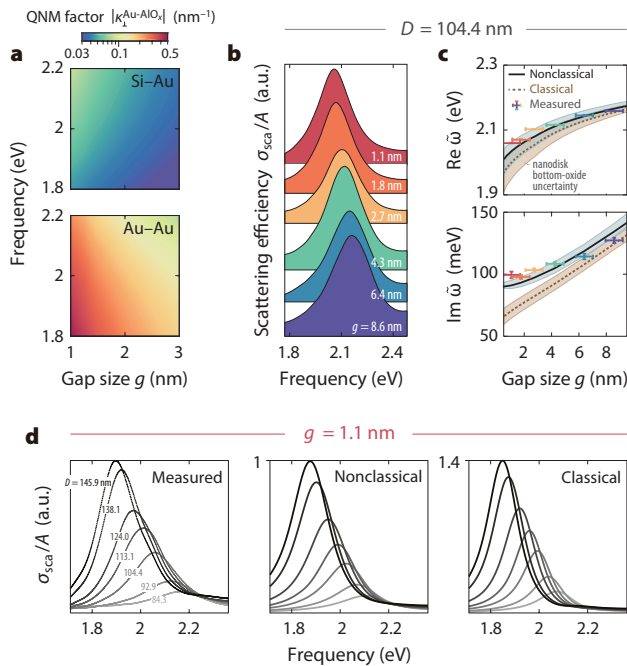 QNM factor |κ⊥^Au-AlOₓ| (nm⁻¹)
0.03 0.1 0.5
a
2.2
2
1.8
Si–Au
2.2
2
1.8
Au–Au
Frequency (eV)
1 2 3
Gap size g (nm)
D = 104.4 nm
b
Scattering efficiency σsca/A (a.u.)
1.1 nm
1.8 nm
2.7 nm
4.3 nm
6.4 nm
g = 8.6 nm
1.8 2.1 2.4
Frequency (eV)
c
Re ω̃ (eV)
2.3
2.1
1.9
Nonclassical
Classical
Measured
nanodisk
bottom-oxide
uncertainty
Im ω̃ (meV)
150
100
50
0 2 4 6 8
Gap size g (nm)
d
g = 1.1 nm
σsca/A (a.u.)
Measured
D = 145.9 nm
138.1
124.0
113.1
104.4
92.9
84.3
1.8 2 2.2
1
Nonclassical
1.8 2 2.2
1.4
Classical
1.8 2 2.2
Frequency (eV)